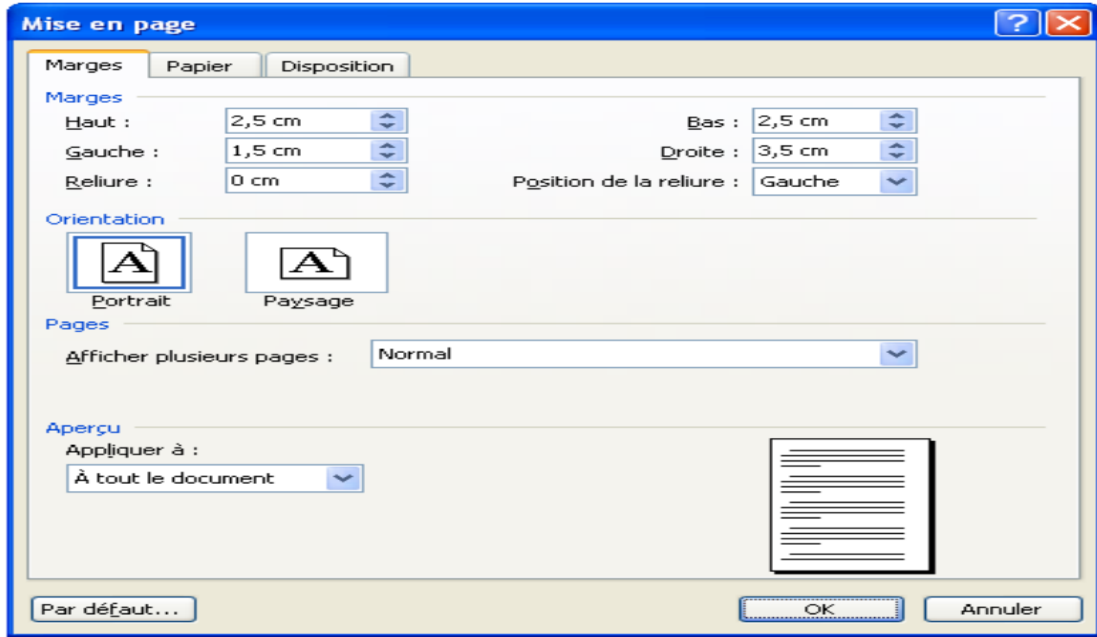 Mise en page
Marges Papier Disposition
Marges
Haut : 2,5 cm Bas : 2,5 cm
Gauche : 1,5 cm Droite : 3,5 cm
Reliure : 0 cm Position de la reliure : Gauche
Orientation
A A
Portrait Paysage
Pages
Afficher plusieurs pages : Normal
Aperçu
Appliquer à :
À tout le document
Par défaut... OK Annuler